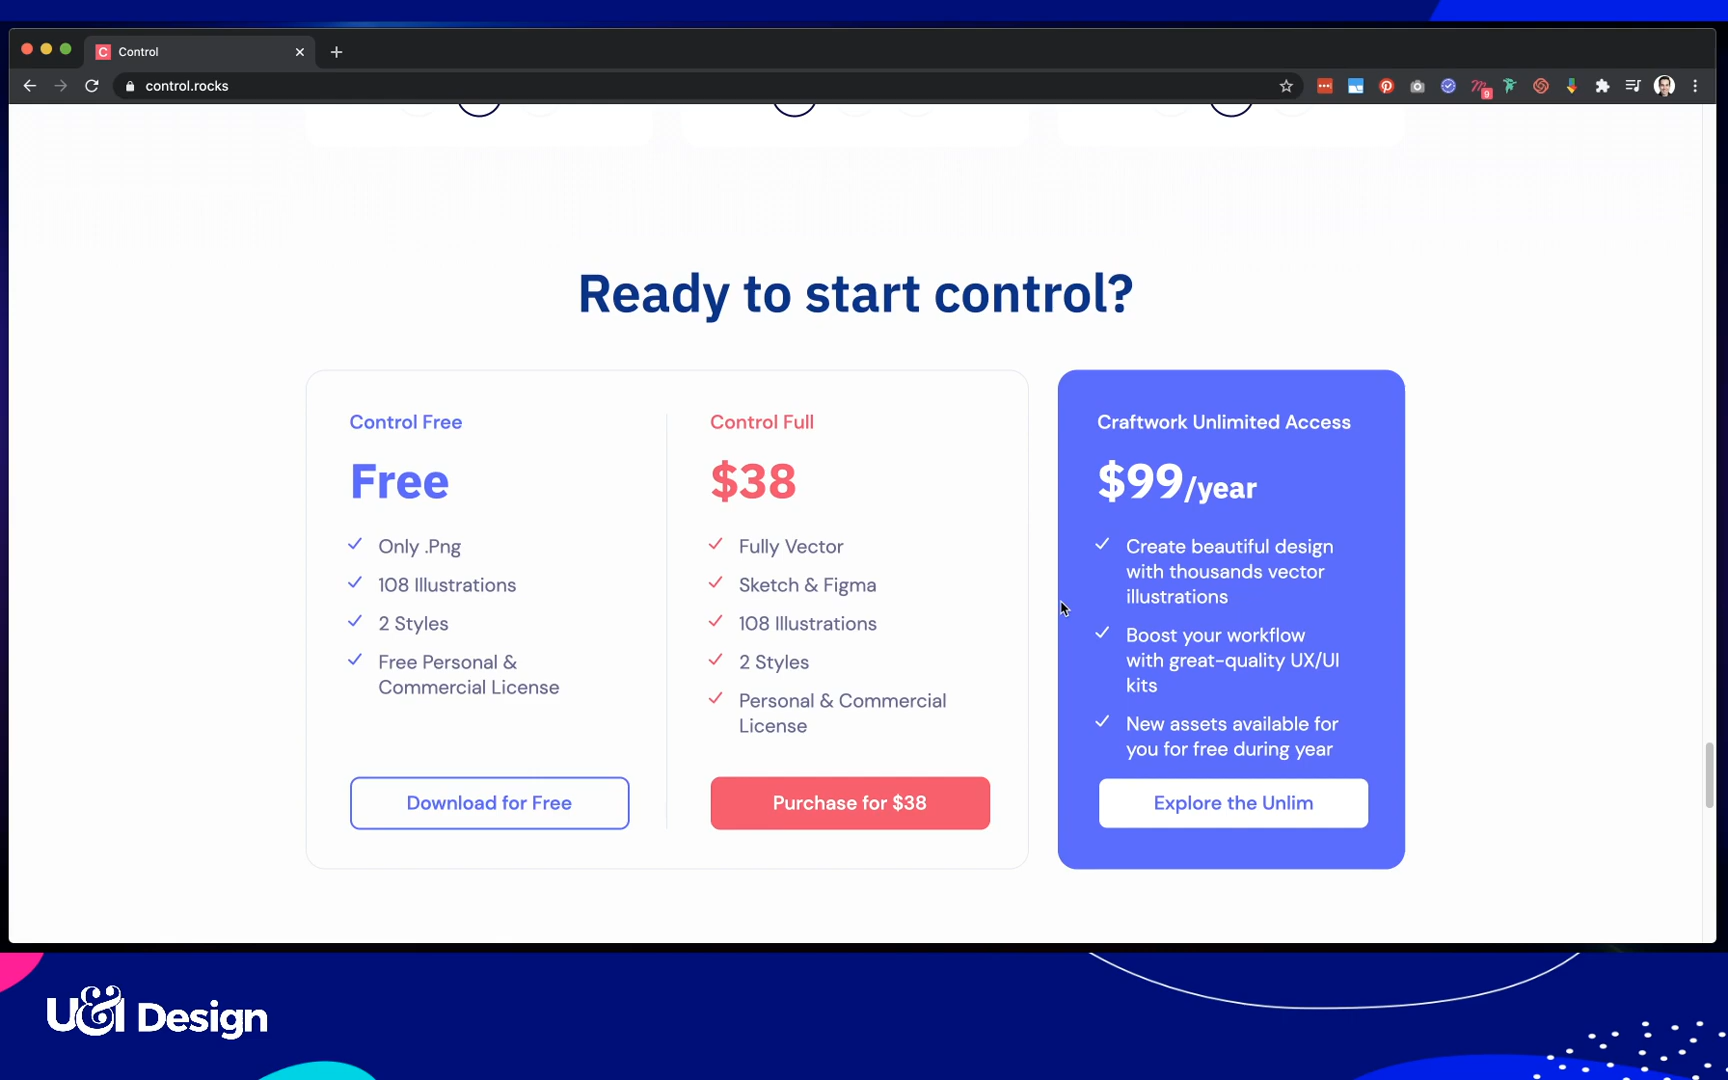 Control
control.rocks
9
Ready to start control?
Control Free
Free
Only .Png
108 Illustrations
2 Styles
Free Personal &
Commercial License
Download for Free
Control Full
$38
Fully Vector
Sketch & Figma
108 Illustrations
2 Styles
Personal & Commercial
License
Purchase for $38
Craftwork Unlimited Access
$99/year
Create beautiful design
with thousands vector
illustrations
Boost your workflow
with great-quality UX/UI
kits
New assets available for
you for free during year
Explore the Unlim
U&I Design